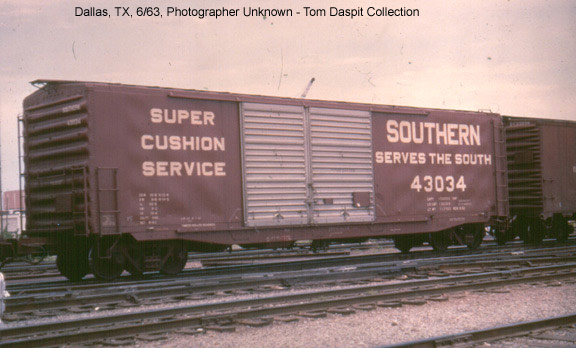 Dallas, TX, 6/63, Photographer Unknown - Tom Daspit Collection
SUPER
CUSHION
SERVICE
SOUTHERN
SERVES THE SOUTH
43034